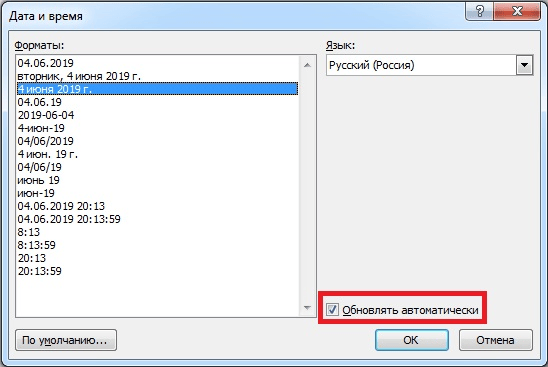 Дата и время
Форматы:
04.06.2019
вторник, 4 июня 2019 г.
4 июня 2019 г.
04.06.19
2019-06-04
4-июн-19
04/06/2019
4 июн. 19 г.
04/06/19
июнь 19
июн-19
04.06.2019 20:13
04.06.2019 20:13:59
8:13
8:13:59
20:13
20:13:59
Язык:
Русский (Россия)
Обновлять автоматически
По умолчанию...
ОК
Отмена